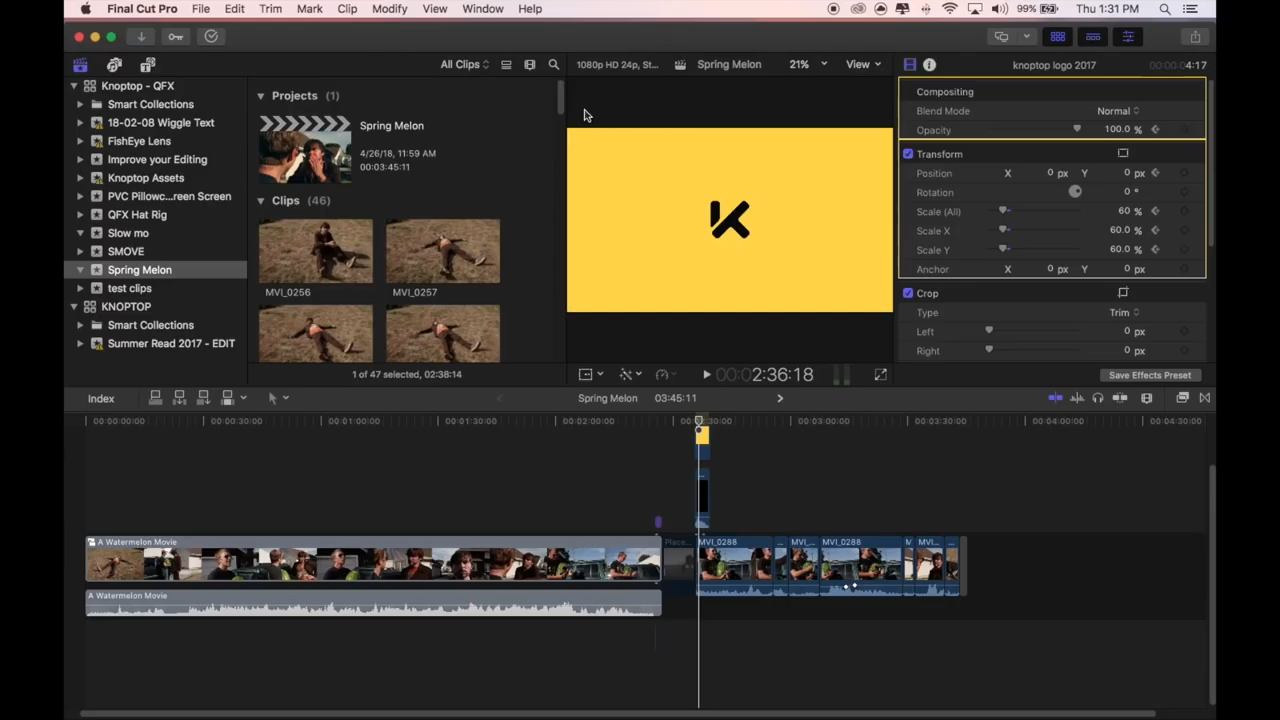 Final Cut Pro File Edit Trim Mark Clip Modify View Window Help 99% Thu 1:31 PM
All Clips 1080p HD 24p, St... Spring Melon 21% View knoptop logo 2017 4:17
Knoptop - QFX
Smart Collections
18-02-08 Wiggle Text
FishEye Lens
Improve your Editing
Knoptop Assets
PVC Pillowc...reen Screen
QFX Hat Rig
Slow mo
SMOVE
Spring Melon
test clips
KNOPTOP
Smart Collections
Summer Read 2017 - EDIT
Projects (1)
Spring Melon
4/26/18, 11:59 AM
00:03:45:11
Clips (46)
MVI_0256 MVI_0257
1 of 47 selected, 02:38:14
2:36:18
Compositing
Blend Mode Normal
Opacity 100.0 %
Transform
Position X 0 px Y 0 px
Rotation 0 °
Scale (All) 60 %
Scale X 60.0 %
Scale Y 60.0 %
Anchor X 0 px Y 0 px
Crop
Type Trim
Left 0 px
Right 0 px
Save Effects Preset
Index Spring Melon 03:45:11
00:00:00:00 00:00:30:00 00:01:00:00 00:01:30:00 00:02:00:00 30:00 00:03:00:00 00:03:30:00 00:04:00:00 00:04:30:00
A Watermelon Movie Place... MVI_0288 ... MVI_... MVI_0288 M MVI... ...
A Watermelon Movie